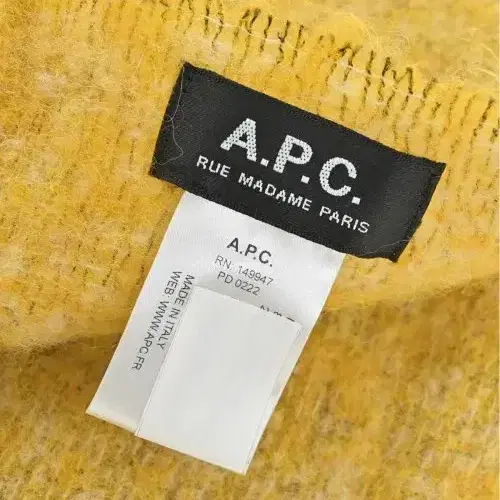 A.P.C.
RUE MADAME PARIS
A.P.C.
RN: 149947
PD 0222
MADE IN ITALY
WEB WWW.APC.FR